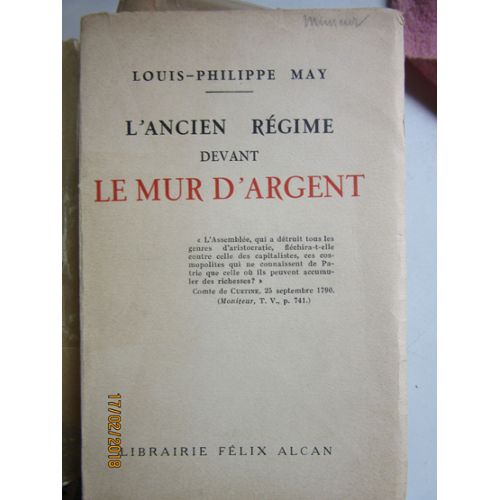 LOUIS-PHILIPPE MAY
L'ANCIEN RÉGIME
DEVANT
LE MUR D'ARGENT
« L'Assemblée, qui a détruit tous les
genres d'aristocratie, fléchira-t-elle
contre celle des capitalistes, ces cos-
mopolites qui ne connaissent de Pa-
trie que celle où ils peuvent accumu-
ler des richesses? »
Comte de CUSTINE, 25 septembre 1790.
(Moniteur, T. V., p. 741.)
LIBRAIRIE FÉLIX ALCAN
17/02/2018